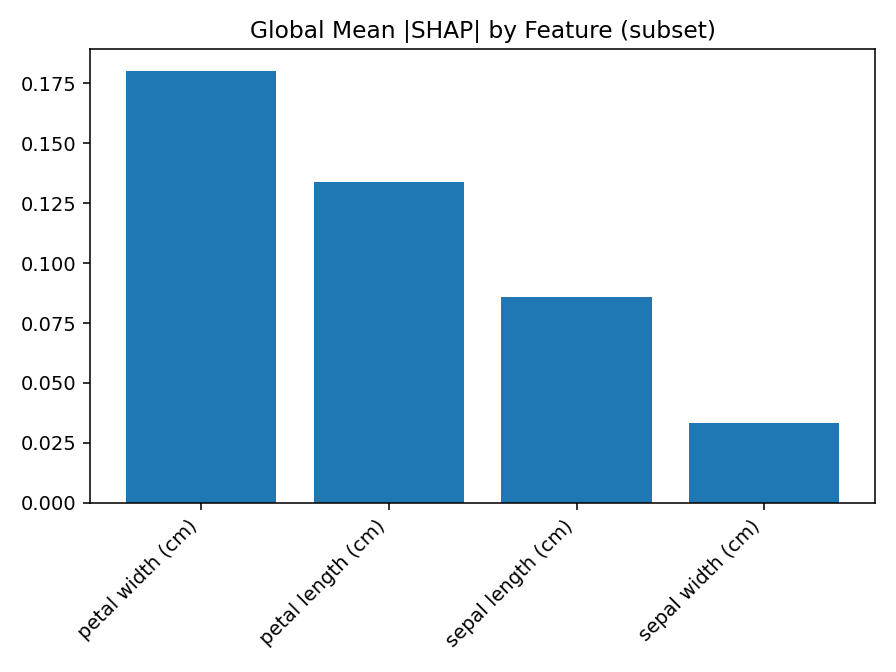 Global Mean |SHAP| by Feature (subset)
0.175
0.150
0.125
0.100
0.075
0.050
0.025
0.000
petal width (cm)
petal length (cm)
sepal length (cm)
sepal width (cm)